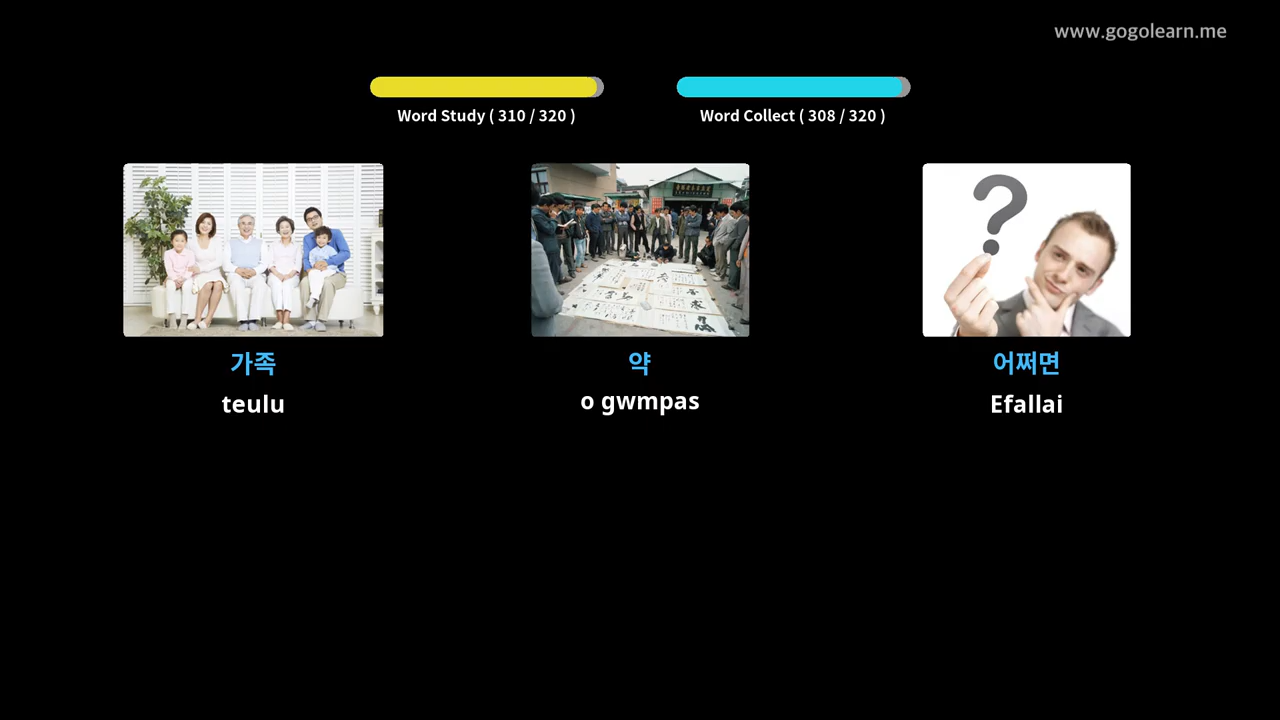 www.gogolearn.me
Word Study ( 310 / 320 )
Word Collect ( 308 / 320 )
가족
약
어쩌면
teulu
o gwmpas
Efallai